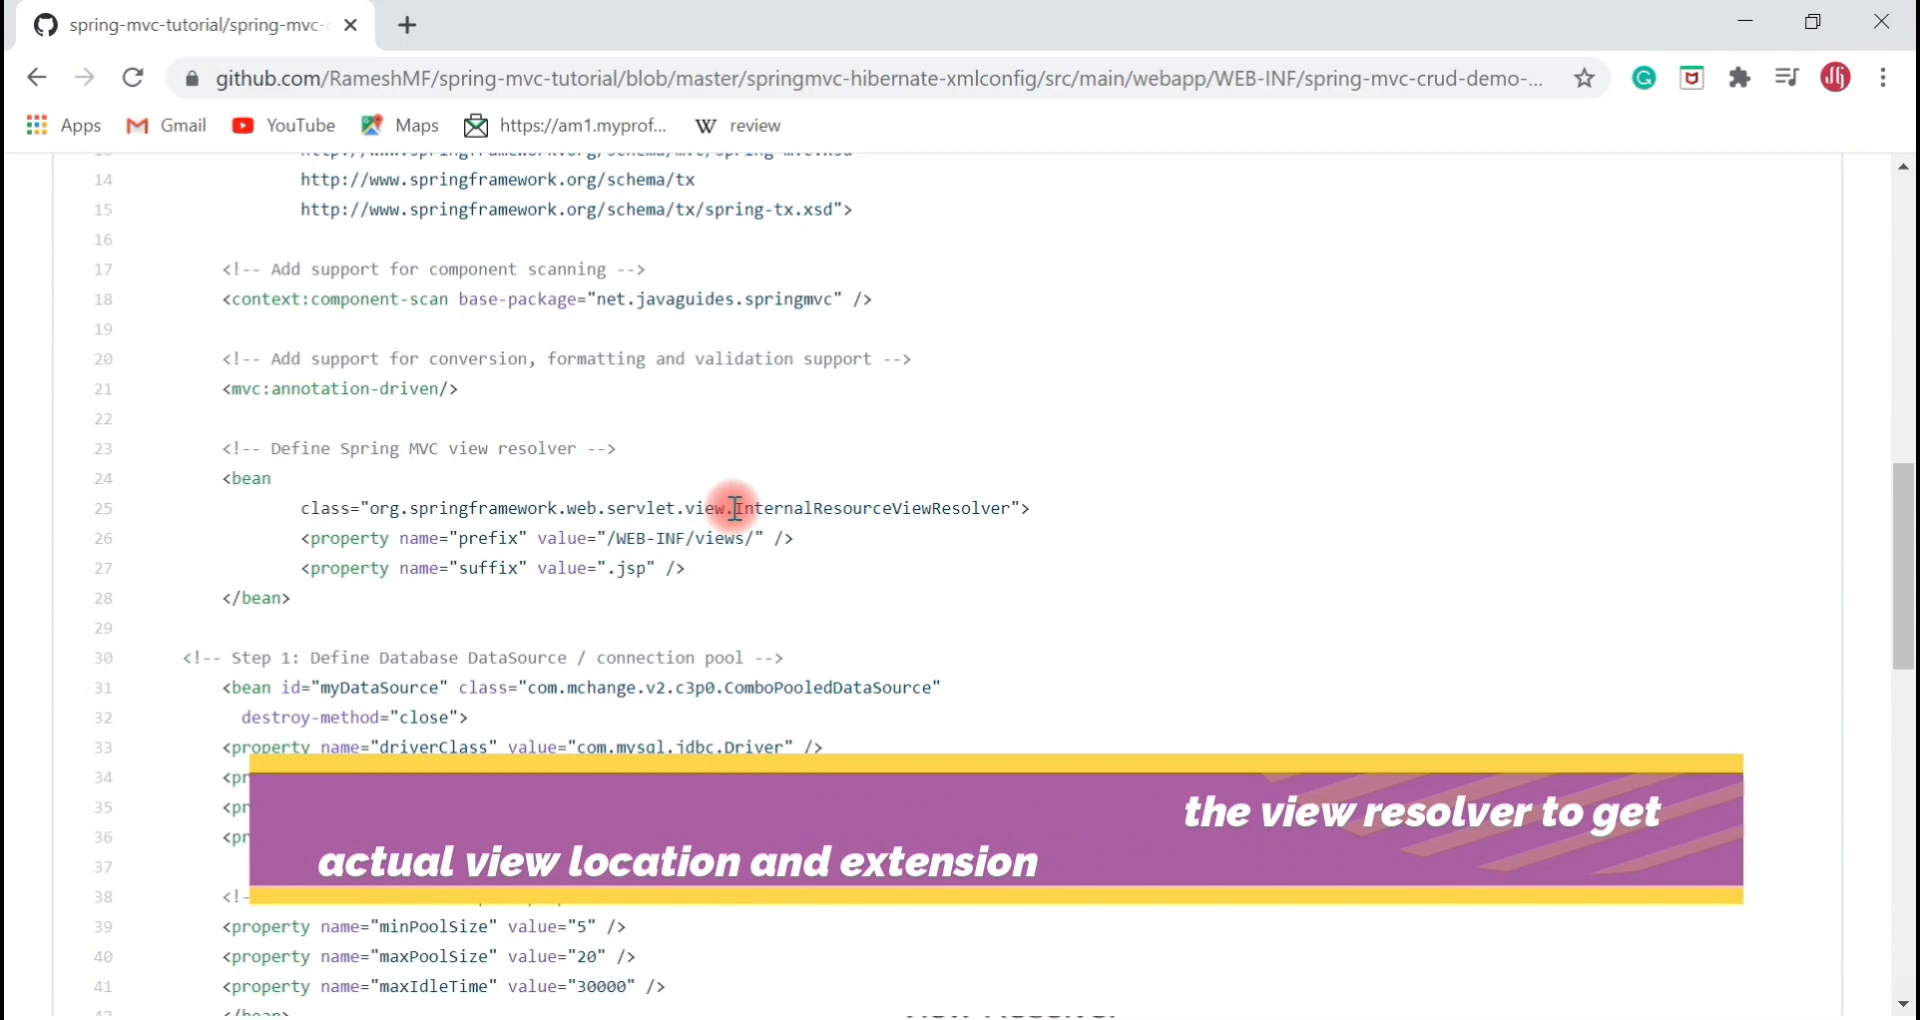 spring-mvc-tutorial/spring-mvc-
github.com/RameshMF/spring-mvc-tutorial/blob/master/springmvc-hibernate-xmlconfig/src/main/webapp/WEB-INF/spring-mvc-crud-demo-...
Apps Gmail YouTube Maps https://am1.myprof... review
14 http://www.springframework.org/schema/tx
15 http://www.springframework.org/schema/tx/spring-tx.xsd">
16
17 <!-- Add support for component scanning -->
18 <context:component-scan base-package="net.javaguides.springmvc" />
19
20 <!-- Add support for conversion, formatting and validation support -->
21 <mvc:annotation-driven/>
22
23 <!-- Define Spring MVC view resolver -->
24 <bean
25 class="org.springframework.web.servlet.view.InternalResourceViewResolver">
26 <property name="prefix" value="/WEB-INF/views/" />
27 <property name="suffix" value=".jsp" />
28 </bean>
29
30 <!-- Step 1: Define Database DataSource / connection pool -->
31 <bean id="myDataSource" class="com.mchange.v2.c3p0.ComboPooledDataSource"
32 destroy-method="close">
33 <property name="driverClass" value="com.mysql.jdbc.Driver" />
34 <pr
35 <pr
36 <pr
37
the view resolver to get
actual view location and extension
38 <!-
39 <property name="minPoolSize" value="5" />
40 <property name="maxPoolSize" value="20" />
41 <property name="maxIdleTime" value="30000" />